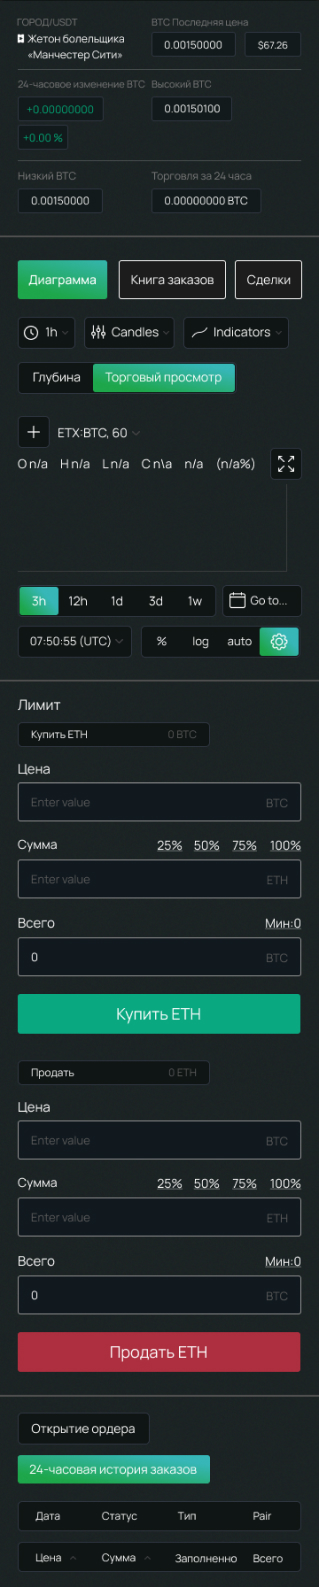 ГОРОД/USDT
BTC Последняя цена
Жетон болельщика
«Манчестер Сити»
0.00150000
$67.26
24-часовое изменение BTC
Высокий BTC
+0.00000000
0.00150100
+0.00 %
Низкий BTC
Торговля за 24 часа
0.00150000
0.00000000 BTC
Диаграмма
Книга заказов
Сделки
1h
Candles
Indicators
Глубина
Торговый просмотр
ETX:BTC, 60
O n/a H n/a L n/a C n\a n/a (n/a%)
3h 12h 1d 3d 1w
Go to...
07:50:55 (UTC)
% log auto
Лимит
Купить ETH 0 BTC
Цена
Enter value BTC
Сумма 25% 50% 75% 100%
Enter value ETH
Всего Мин:0
0 BTC
Купить ETH
Продать 0 ETH
Цена
Enter value BTC
Сумма 25% 50% 75% 100%
Enter value ETH
Всего Мин:0
0 BTC
Продать ETH
Открытие ордера
24-часовая история заказов
Дата Статус Тип Pair
Цена Сумма Заполненно Всего